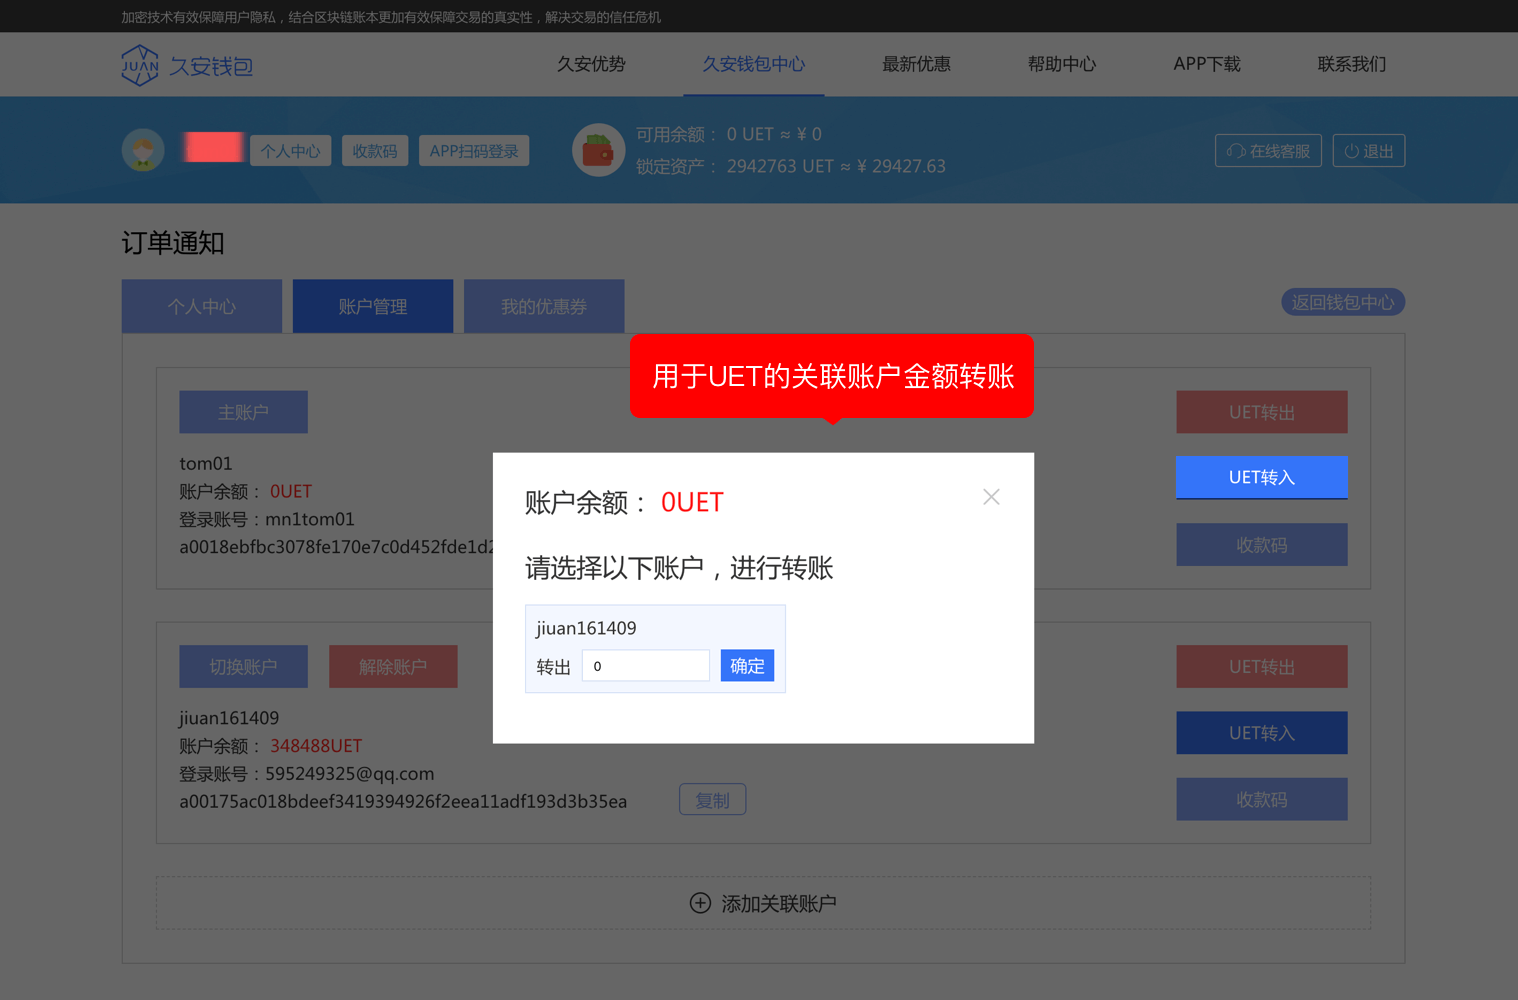 加密技术有效保障用户隐私，结合区块链账本更加有效保障交易的真实性，解决交易的信任危机
JUAN 久安钱包
久安优势 久安钱包中心 最新优惠 帮助中心 APP下载 联系我们
个人中心 收款码 APP扫码登录
可用余额： 0 UET ≈ ¥ 0
锁定资产： 2942763 UET ≈ ¥ 29427.63
在线客服 退出
订单通知
个人中心 账户管理 我的优惠券
返回钱包中心
用于UET的关联账户金额转账
主账户
tom01
账户余额： 0UET
登录账号：mn1tom01
a0018ebfbc3078fe170e7c0d452fde1d2
UET转出
UET转入
收款码
账户余额： 0UET
请选择以下账户，进行转账
jiuan161409
转出 0 确定
切换账户 解除账户
jiuan161409
账户余额： 348488UET
登录账号：595249325@qq.com
a00175ac018bdeef3419394926f2eea11adf193d3b35ea
复制
UET转出
UET转入
收款码
添加关联账户